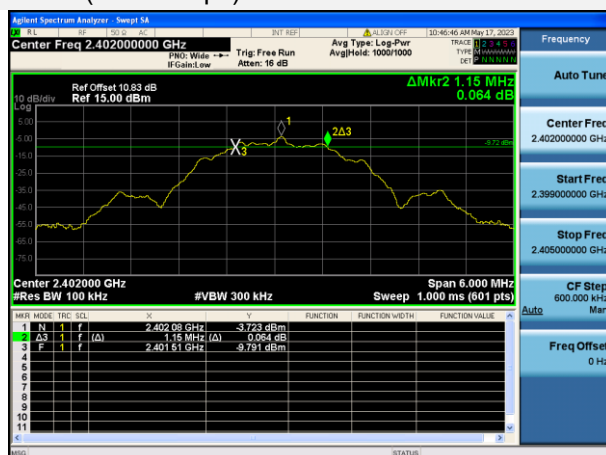 Agilent Spectrum Analyzer - Swept SA
RL RF 50 Ω AC INT REF ALIGN OFF 10:46:46 AM May 17, 2023
Center Freq 2.402000000 GHz
PNO: Wide
IFGain:Low
Trig: Free Run
Atten: 16 dB
Avg Type: Log-Pwr
Avg|Hold: 1000/1000
TRACE 1 2 3 4 5 6
TYPE M
DET P N N N N N
ΔMkr2 1.15 MHz
0.064 dB
Ref Offset 10.83 dB
10 dB/div Ref 15.00 dBm
Log
5.00
-5.00
-15.0
-25.0
-35.0
-45.0
-55.0
-65.0
-75.0
1
2Δ3
3
-9.72 dBm
Center 2.402000 GHz Span 6.000 MHz
#Res BW 100 kHz #VBW 300 kHz Sweep 1.000 ms (601 pts)
MKR MODE TRC SCL X Y FUNCTION FUNCTION WIDTH FUNCTION VALUE
1 N 1 f 2.402 08 GHz -3.723 dBm
2 Δ3 1 f (Δ) 1.15 MHz (Δ) 0.064 dB
3 F 1 f 2.401 51 GHz -9.791 dBm
4
5
6
7
8
9
10
11
MSG STATUS
Frequency
Auto Tune
Center Freq
2.402000000 GHz
Start Freq
2.399000000 GHz
Stop Freq
2.405000000 GHz
CF Step
600.000 kHz
Auto Man
Freq Offset
0 Hz